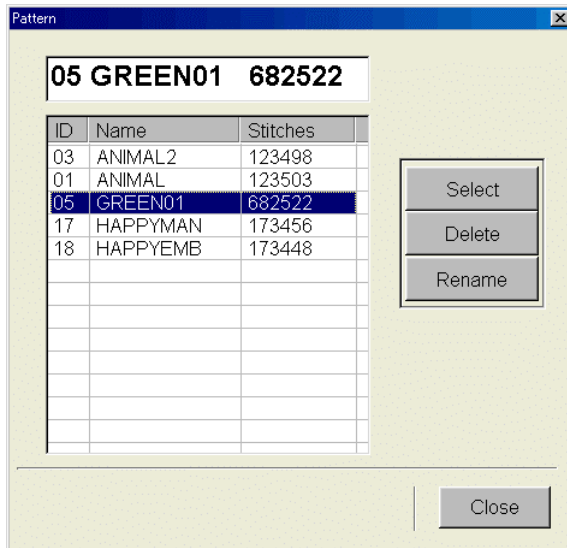 Pattern
05 GREEN01 682522
ID Name Stitches
03 ANIMAL2 123498
01 ANIMAL 123503
05 GREEN01 682522
17 HAPPYMAN 173456
18 HAPPYEMB 173448
Select
Delete
Rename
Close